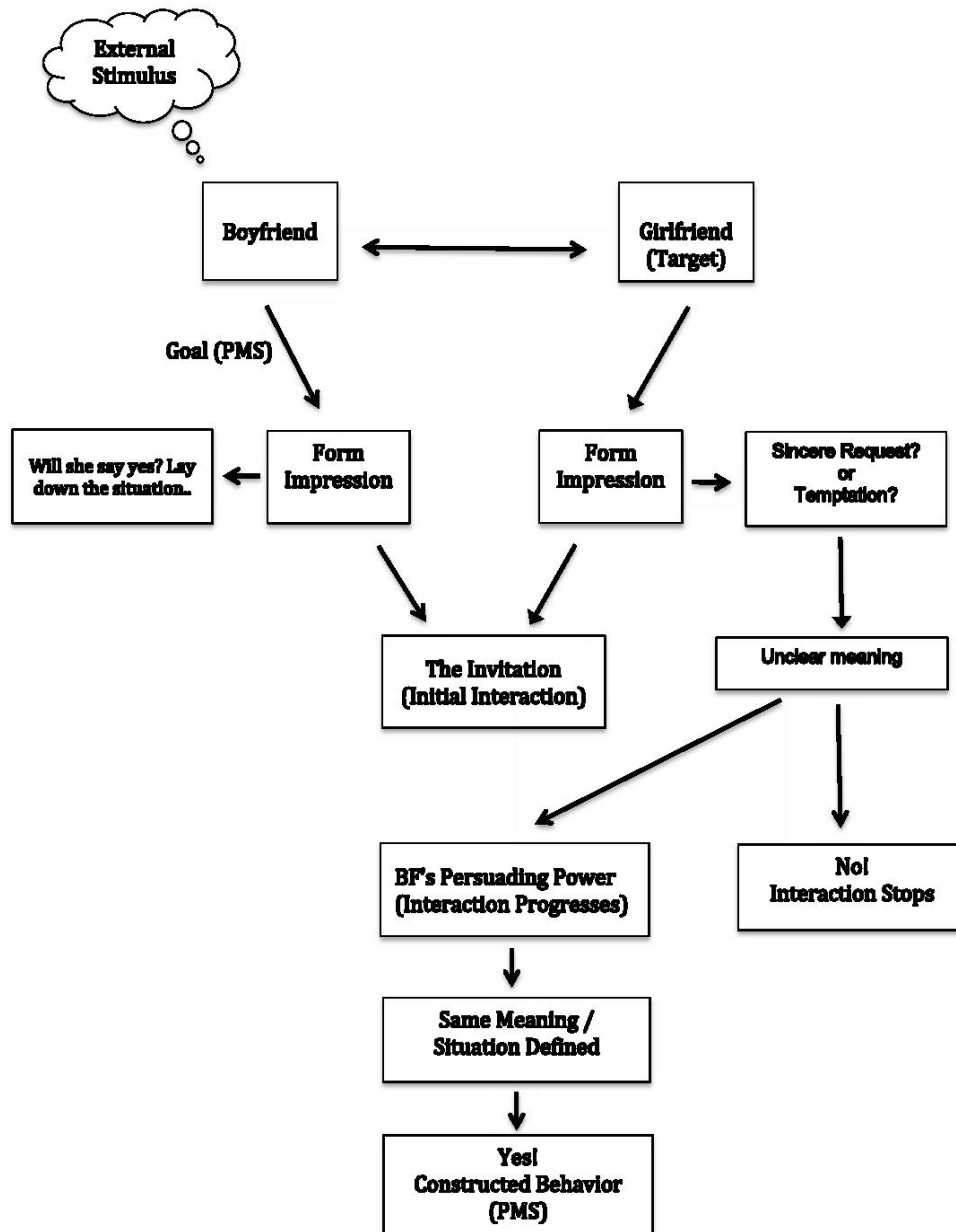 External
Stimulus
Boyfriend
Girlfriend
(Target)
Goal (PMS)
Will she say yes? Lay
down the situation..
Form
Impression
Form
Impression
Sincere Request?
or
Temptation?
The Invitation
(Initial Interaction)
Unclear meaning
BF's Persuading Power
(Interaction Progresses)
No!
Interaction Stops
Same Meaning /
Situation Defined
Yes!
Constructed Behavior
(PMS)